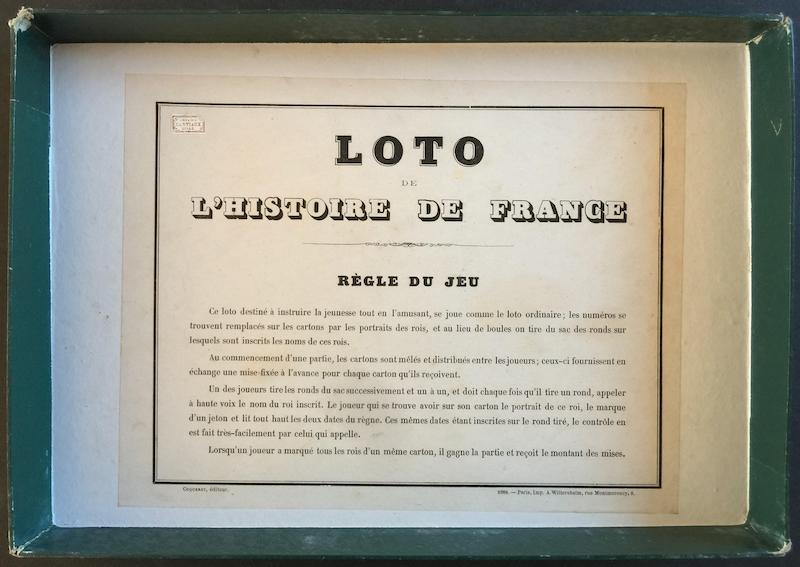 LOTO
DE
L'HISTOIRE DE FRANCE
RÈGLE DU JEU
Ce loto destiné à instruire la jeunesse tout en l'amusant, se joue comme le loto ordinaire; les numéros se
trouvent remplacés sur les cartons par les portraits des rois, et au lieu de boules on tire du sac des ronds sur
lesquels sont inscrits les noms de ces rois.
Au commencement d'une partie, les cartons sont mêlés et distribués entre les joueurs; ceux-ci fournissent en
échange une mise fixée à l'avance pour chaque carton qu'ils reçoivent.
Un des joueurs tire les ronds du sac successivement et un à un, et doit chaque fois qu'il tire un rond, appeler
à haute voix le nom du roi inscrit. Le joueur qui se trouve avoir sur son carton le portrait de ce roi, le marque
d'un jeton et lit tout haut les deux dates du règne. Ces mêmes dates étant inscrites sur le rond tiré, le contrôle en
est fait très-facilement par celui qui appelle.
Lorsqu'un joueur a marqué tous les rois d'un même carton, il gagne la partie et reçoit le montant des mises.
Coqueret, éditeur.
— Paris, Imp. A. Wittersheim, rue Montmorency, 8.